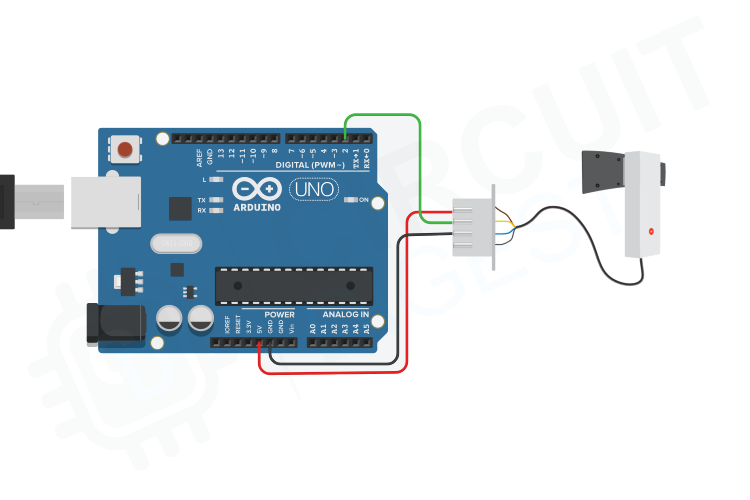 CIRCUIT
DIGEST
AREF
GND
13
12
~11
~10
~9
8
7
~6
~5
4
~3
2
TX→1
RX←0
DIGITAL (PWM~)
L
TX
RX
ARDUINO
UNO
ON
POWER
ANALOG IN
IOREF
RESET
3.3V
5V
GND
GND
Vin
A0
A1
A2
A3
A4
A5